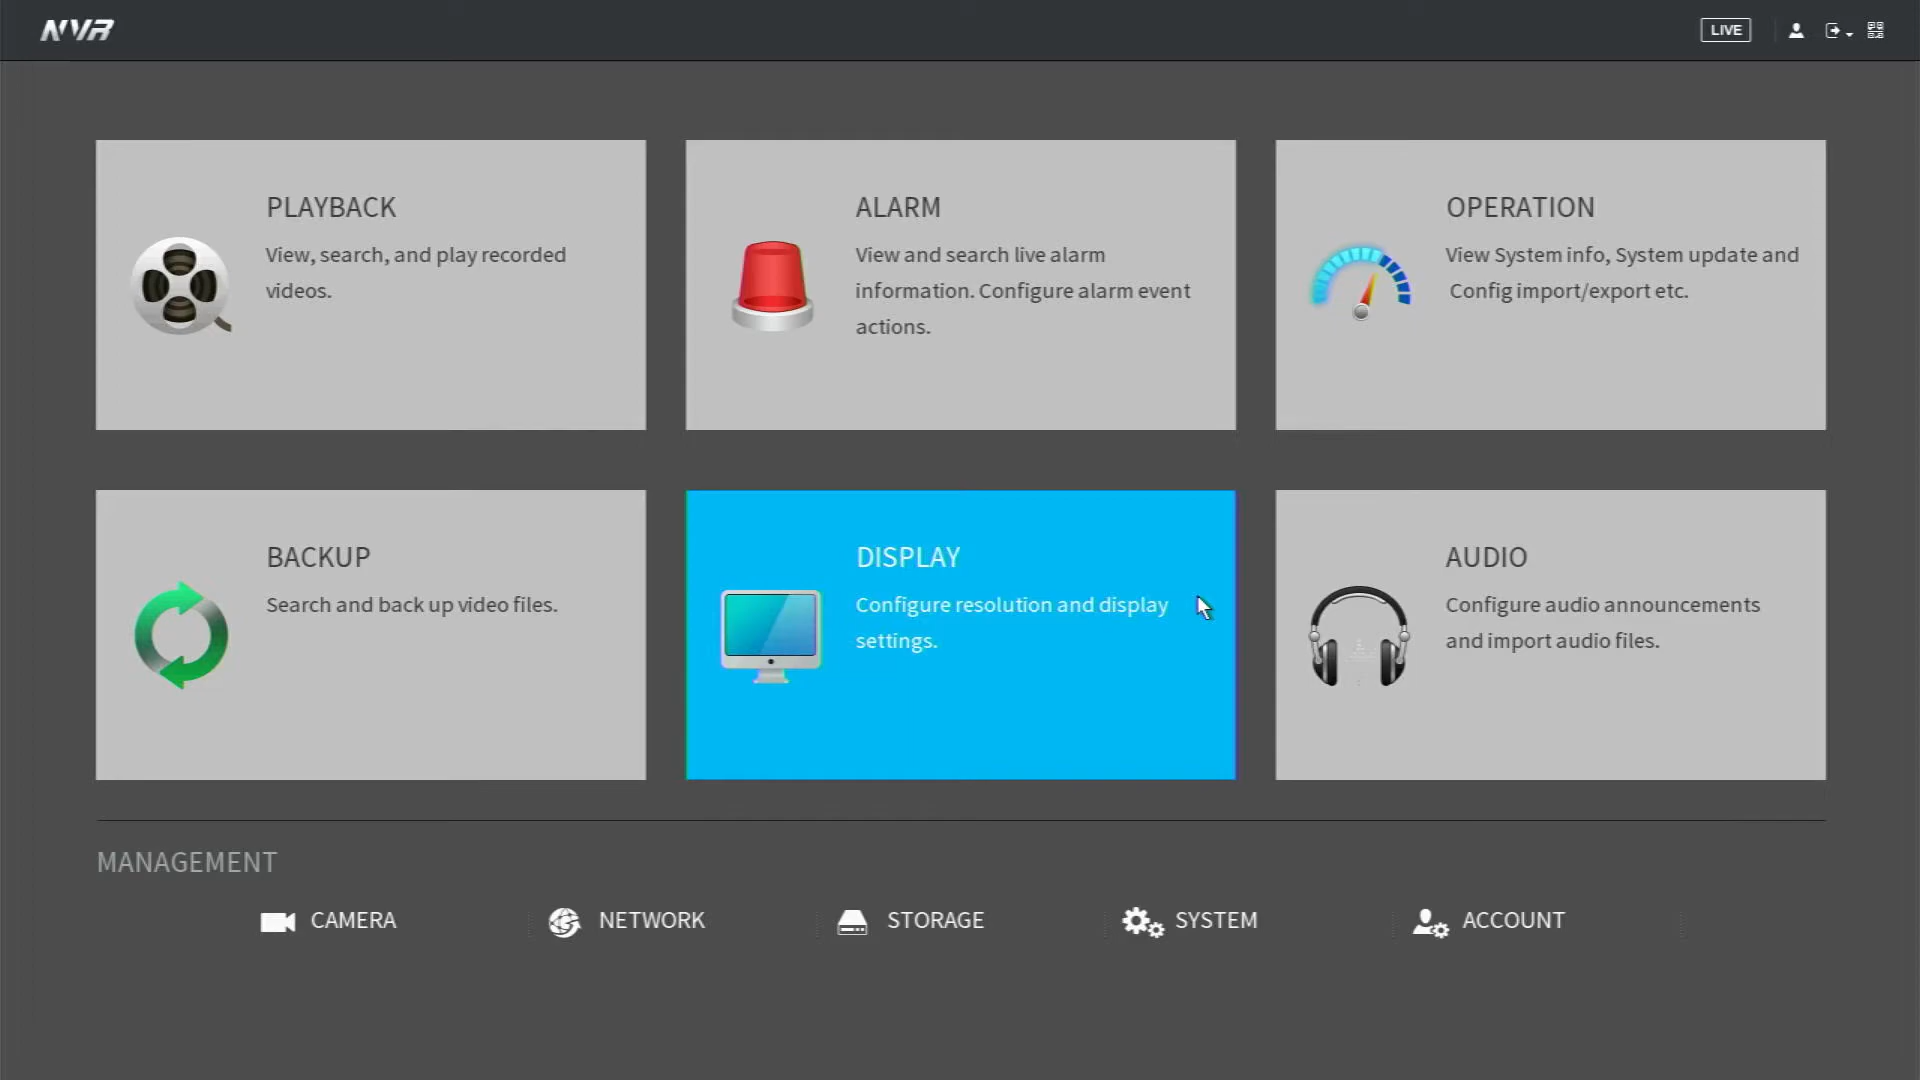 NVR
LIVE
PLAYBACK
View, search, and play recorded
videos.
ALARM
View and search live alarm
information. Configure alarm event
actions.
OPERATION
View System info, System update and
Config import/export etc.
BACKUP
Search and back up video files.
DISPLAY
Configure resolution and display
settings.
AUDIO
Configure audio announcements
and import audio files.
MANAGEMENT
CAMERA
NETWORK
STORAGE
SYSTEM
ACCOUNT